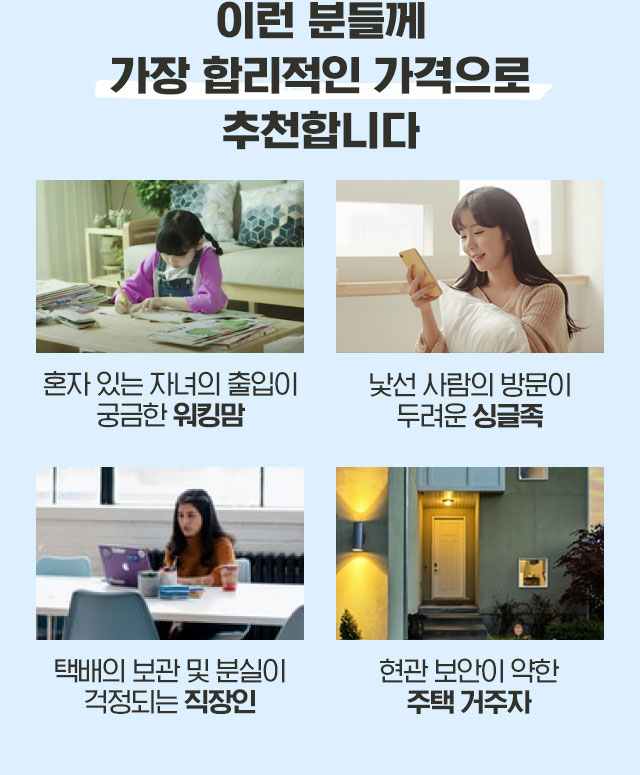 이런 분들께
가장 합리적인 가격으로
추천합니다
혼자 있는 자녀의 출입이
궁금한 워킹맘
낯선 사람의 방문이
두려운 싱글족
택배의 보관 및 분실이
걱정되는 직장인
현관 보안이 약한
주택 거주자